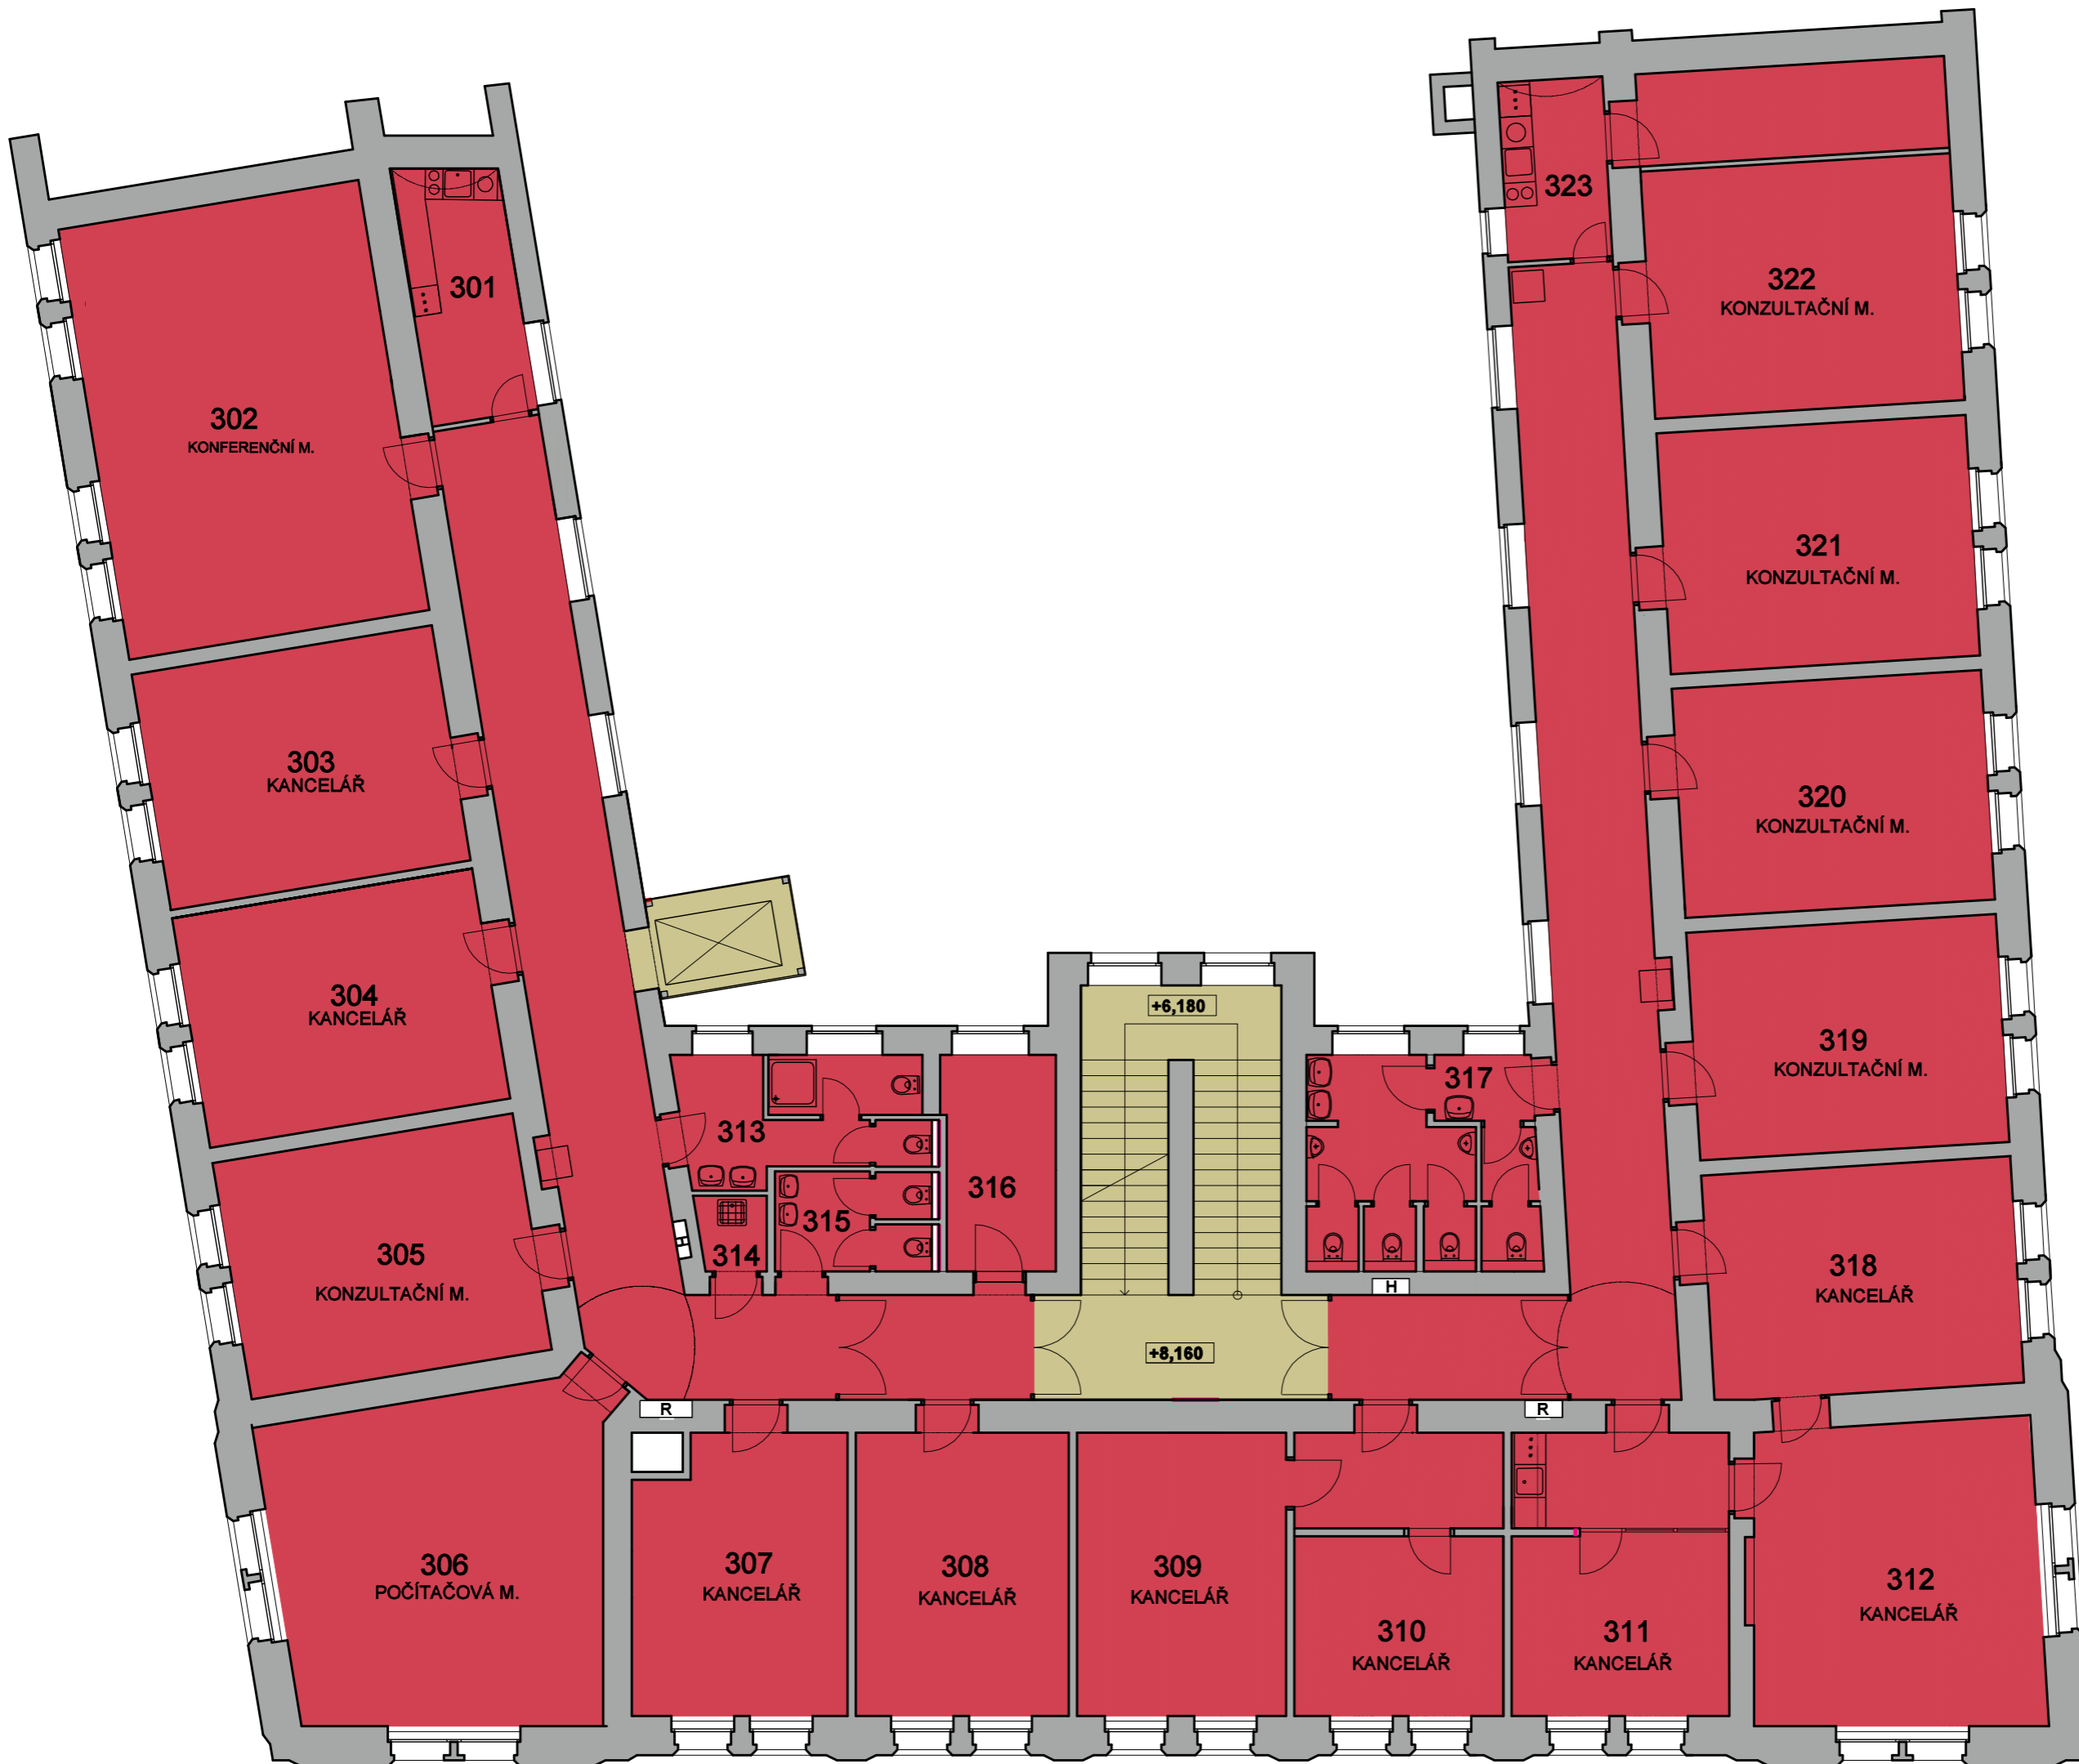 323
322
KONZULTAČNÍ M.
301
302
KONFERENČNÍ M.
321
KONZULTAČNÍ M.
303
KANCELÁŘ
320
KONZULTAČNÍ M.
304
KANCELÁŘ
+6,180
319
KONZULTAČNÍ M.
317
313
316
315
314
305
KONZULTAČNÍ M.
318
KANCELÁŘ
H
+8,160
R
R
306
POČÍTAČOVÁ M.
307
KANCELÁŘ
308
KANCELÁŘ
309
KANCELÁŘ
310
KANCELÁŘ
311
KANCELÁŘ
312
KANCELÁŘ